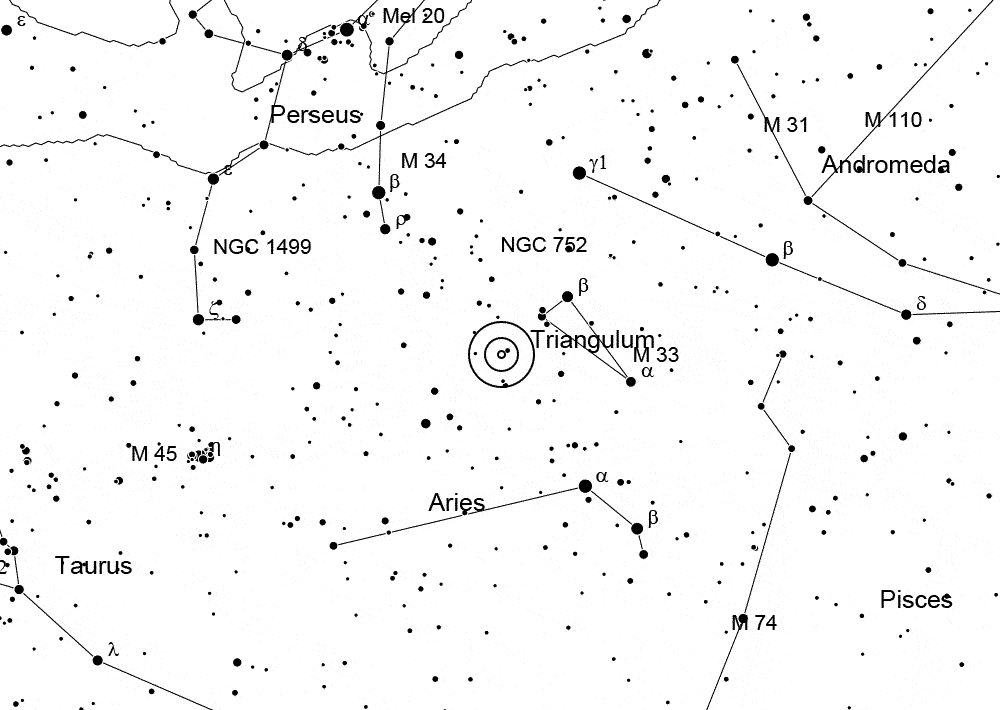 ε
α
Mel 20
δ
Perseus
M 31
M 110
ε
M 34
γ1
Andromeda
β
ρ
NGC 1499
NGC 752
β
β
ζ
δ
Triangulum
M 33
α
M 45
η
α
Aries
β
Taurus
2
Pisces
M 74
λ